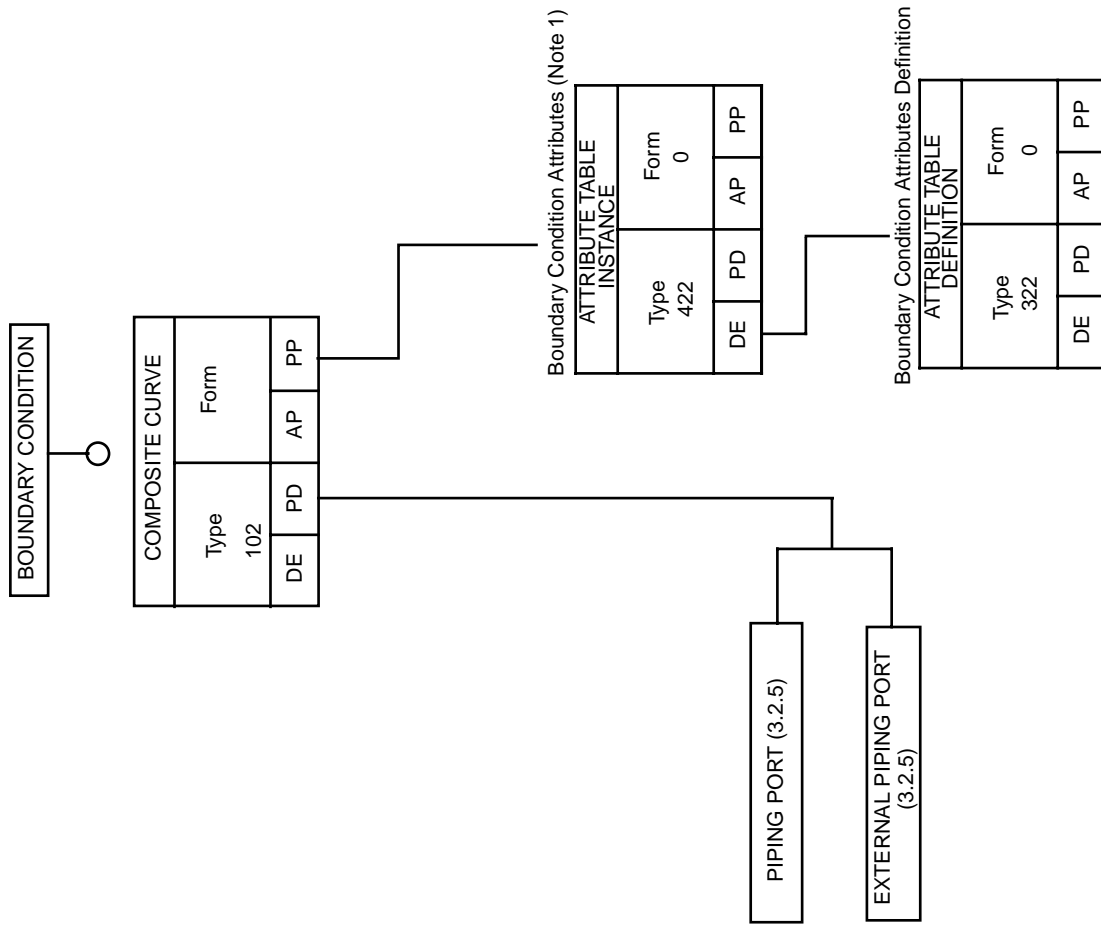 BOUNDARY CONDITION
COMPOSITE CURVE
Type
102
Form
DE
PD
AP
PP
Boundary Condition Attributes (Note 1)
ATTRIBUTE TABLE
INSTANCE
Type
422
Form
0
DE
PD
AP
PP
Boundary Condition Attributes Definition
ATTRIBUTE TABLE
DEFINITION
Type
322
Form
0
DE
PD
AP
PP
PIPING PORT (3.2.5)
EXTERNAL PIPING PORT
(3.2.5)